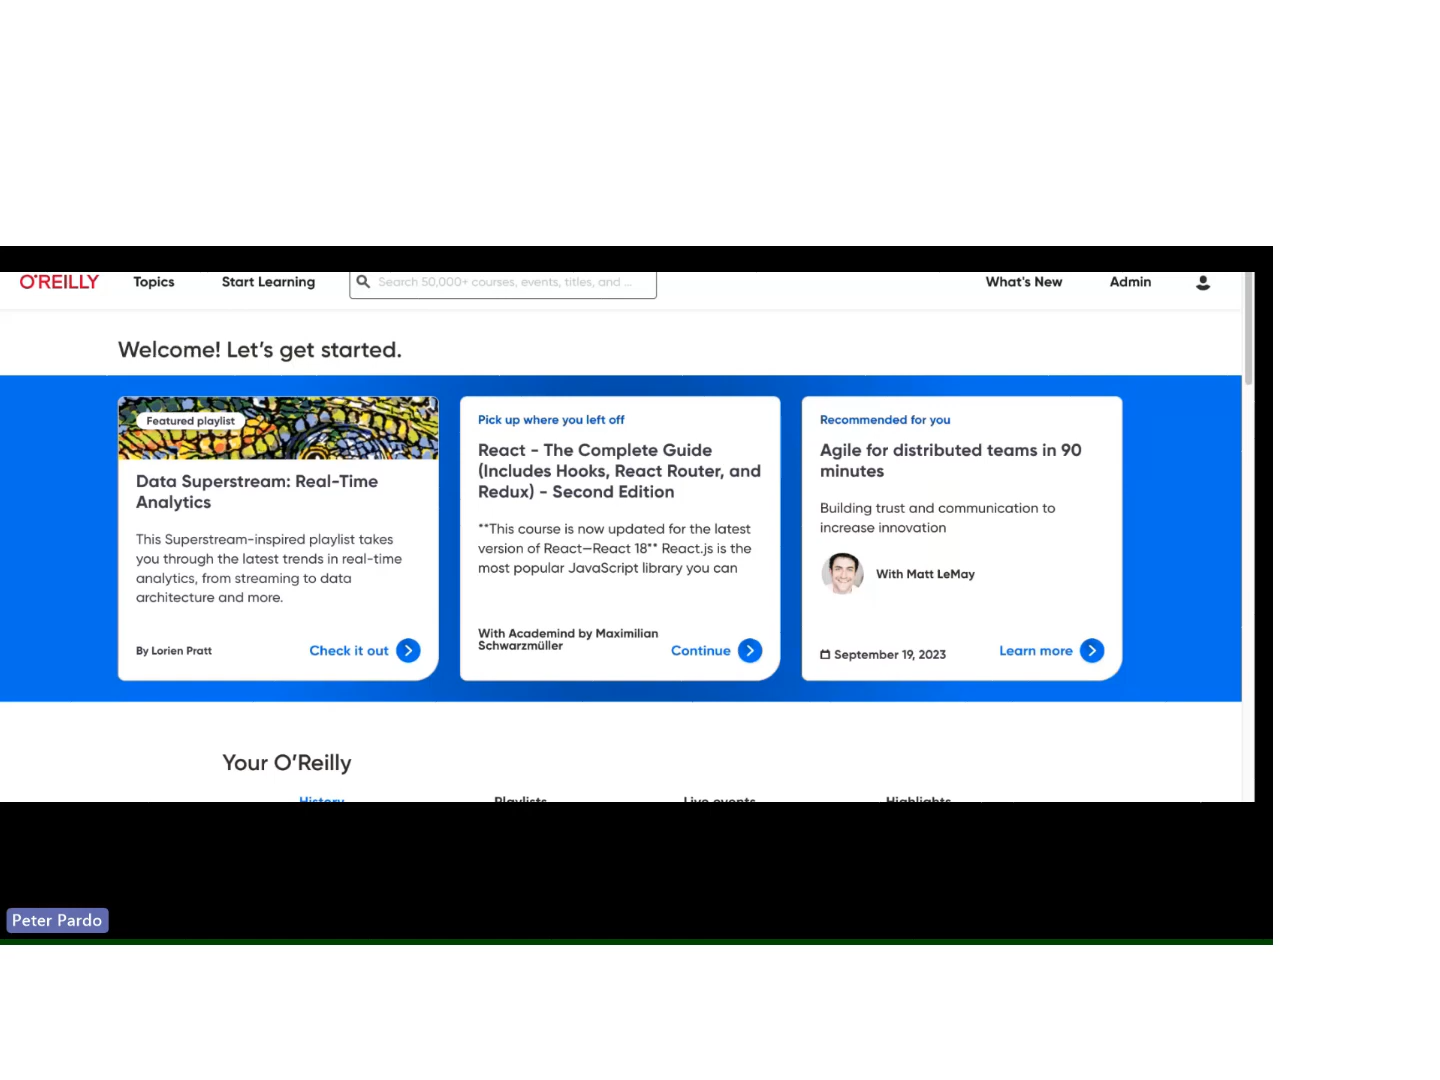 O'REILLY
Topics
Start Learning
Search 50,000+ courses, events, titles, and ...
What's New
Admin
Welcome! Let's get started.
Featured playlist
Data Superstream: Real-Time
Analytics
This Superstream-inspired playlist takes
you through the latest trends in real-time
analytics, from streaming to data
architecture and more.
By Lorien Pratt
Check it out
Pick up where you left off
React - The Complete Guide
(Includes Hooks, React Router, and
Redux) - Second Edition
**This course is now updated for the latest
version of React—React 18** React.js is the
most popular JavaScript library you can
With Academind by Maximilian
Schwarzmüller
Continue
Recommended for you
Agile for distributed teams in 90
minutes
Building trust and communication to
increase innovation
With Matt LeMay
September 19, 2023
Learn more
Your O'Reilly
History
Playlists
Live events
Highlights
Peter Pardo